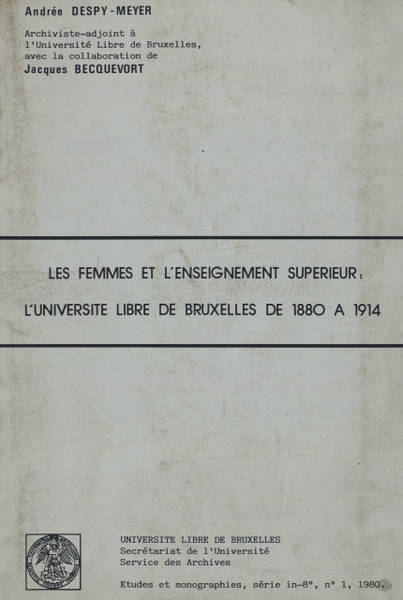 Andrée DESPY-MEYER
Archiviste-adjoint à
l'Université Libre de Bruxelles,
avec la collaboration de
Jacques BECQUEVORT
LES FEMMES ET L'ENSEIGNEMENT SUPERIEUR:
L'UNIVERSITE LIBRE DE BRUXELLES DE 1880 A 1914
UNIVERSITE LIBRE DE BRUXELLES
Secrétariat de l'Université
Service des Archives
Etudes et monographies, série in-8°, n° 1, 1980.